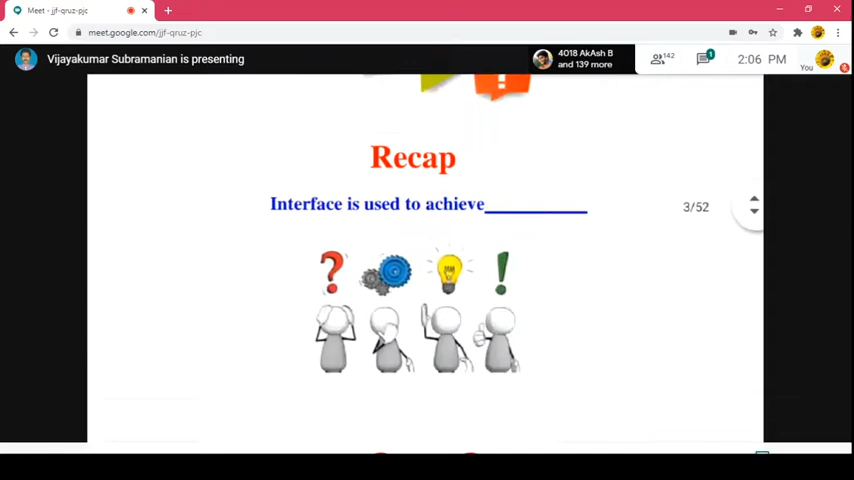 Meet - jjf-qruz-pjc
meet.google.com/jjf-qruz-pjc
Vijayakumar Subramanian is presenting
4018 AkAsh B
and 139 more
142
1
2:06 PM
You
Recap
Interface is used to achieve____________
3/52